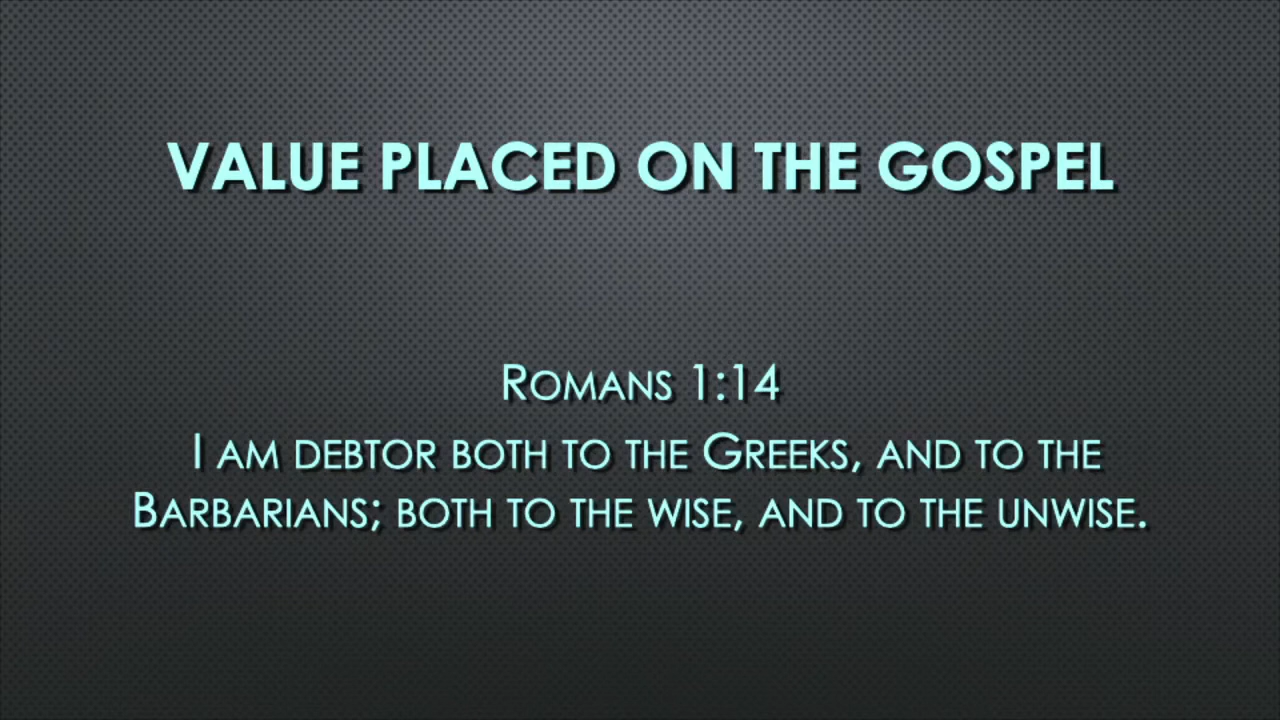 VALUE PLACED ON THE GOSPEL
Romans 1:14
I am debtor both to the Greeks, and to the
Barbarians; both to the wise, and to the unwise.